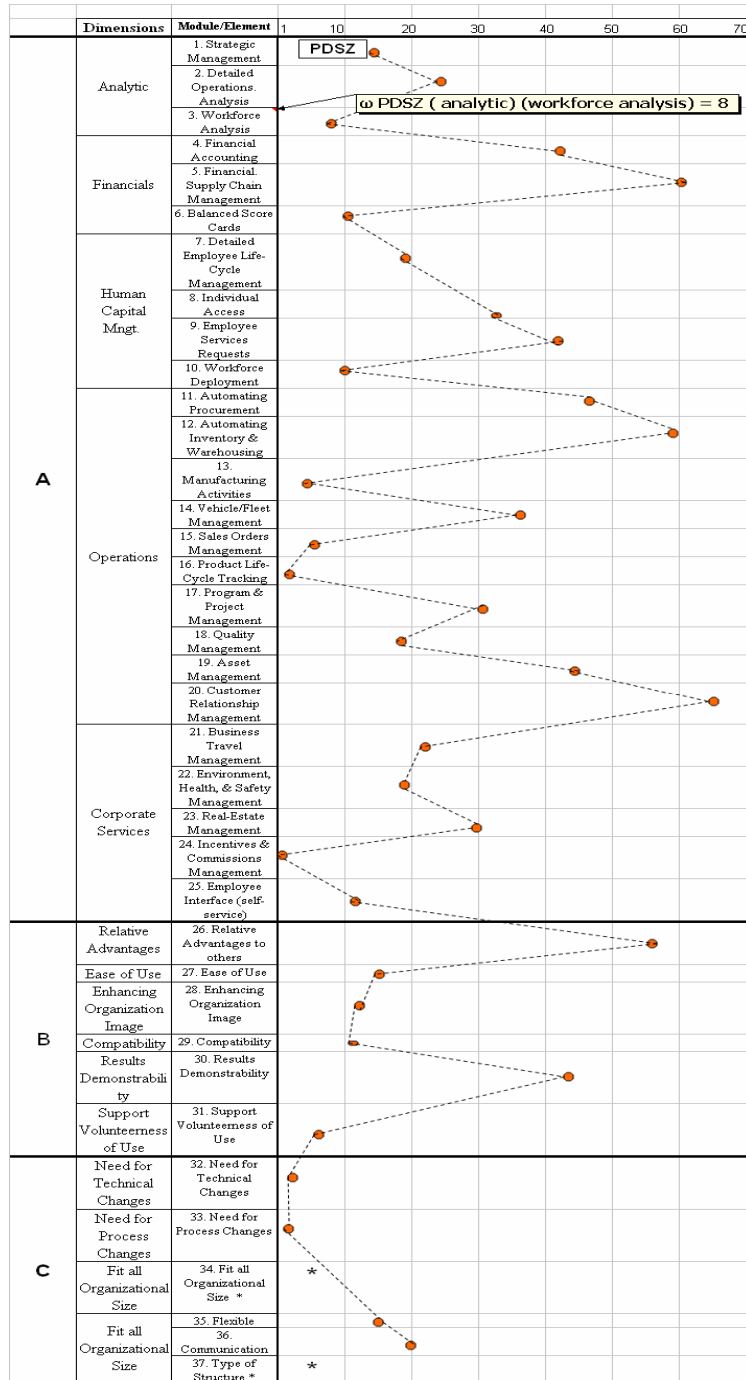 Dimensions Module/Element 1 10 20 30 40 50 60 70
A
Analytic
1. Strategic
Management
PDSZ
2. Detailed
Operations.
Analysis
ω PDSZ ( analytic) (workforce analysis) = 8
3. Workforce
Analysis
Financials
4. Financial
Accounting
5. Financial.
Supply Chain
Management
6. Balanced Score
Cards
Human
Capital
Mngt.
7. Detailed
Employee Life-
Cycle
Management
8. Individual
Access
9. Employee
Services
Requests
10. Workforce
Deployment
Operations
11. Automating
Procurement
12. Automating
Inventory &
Warehousing
13.
Manufacturing
Activities
14. Vehicle/Fleet
Management
15. Sales Orders
Management
16. Product Life-
Cycle Tracking
17. Program &
Project
Management
18. Quality
Management
19. Asset
Management
20. Customer
Relationship
Management
Corporate
Services
21. Business
Travel
Management
22. Environment,
Health, & Safety
Management
23. Real-Estate
Management
24. Incentives &
Commissions
Management
25. Employee
Interface (self-
service)
B
Relative
Advantages
26. Relative
Advantages to
others
Ease of Use
27. Ease of Use
Enhancing
Organization
Image
28. Enhancing
Organization
Image
Compatibility
29. Compatibility
Results
Demonstrabili
ty
30. Results
Demonstrability
Support
Volunteerness
of Use
31. Support
Volunteerness of
Use
C
Need for
Technical
Changes
32. Need for
Technical
Changes
Need for
Process
Changes
33. Need for
Process Changes
Fit all
Organizational
Size
34. Fit all
Organizational
Size *
*
Fit all
Organizational
Size
35. Flexible
36.
Communication
37. Type of
Structure *
*